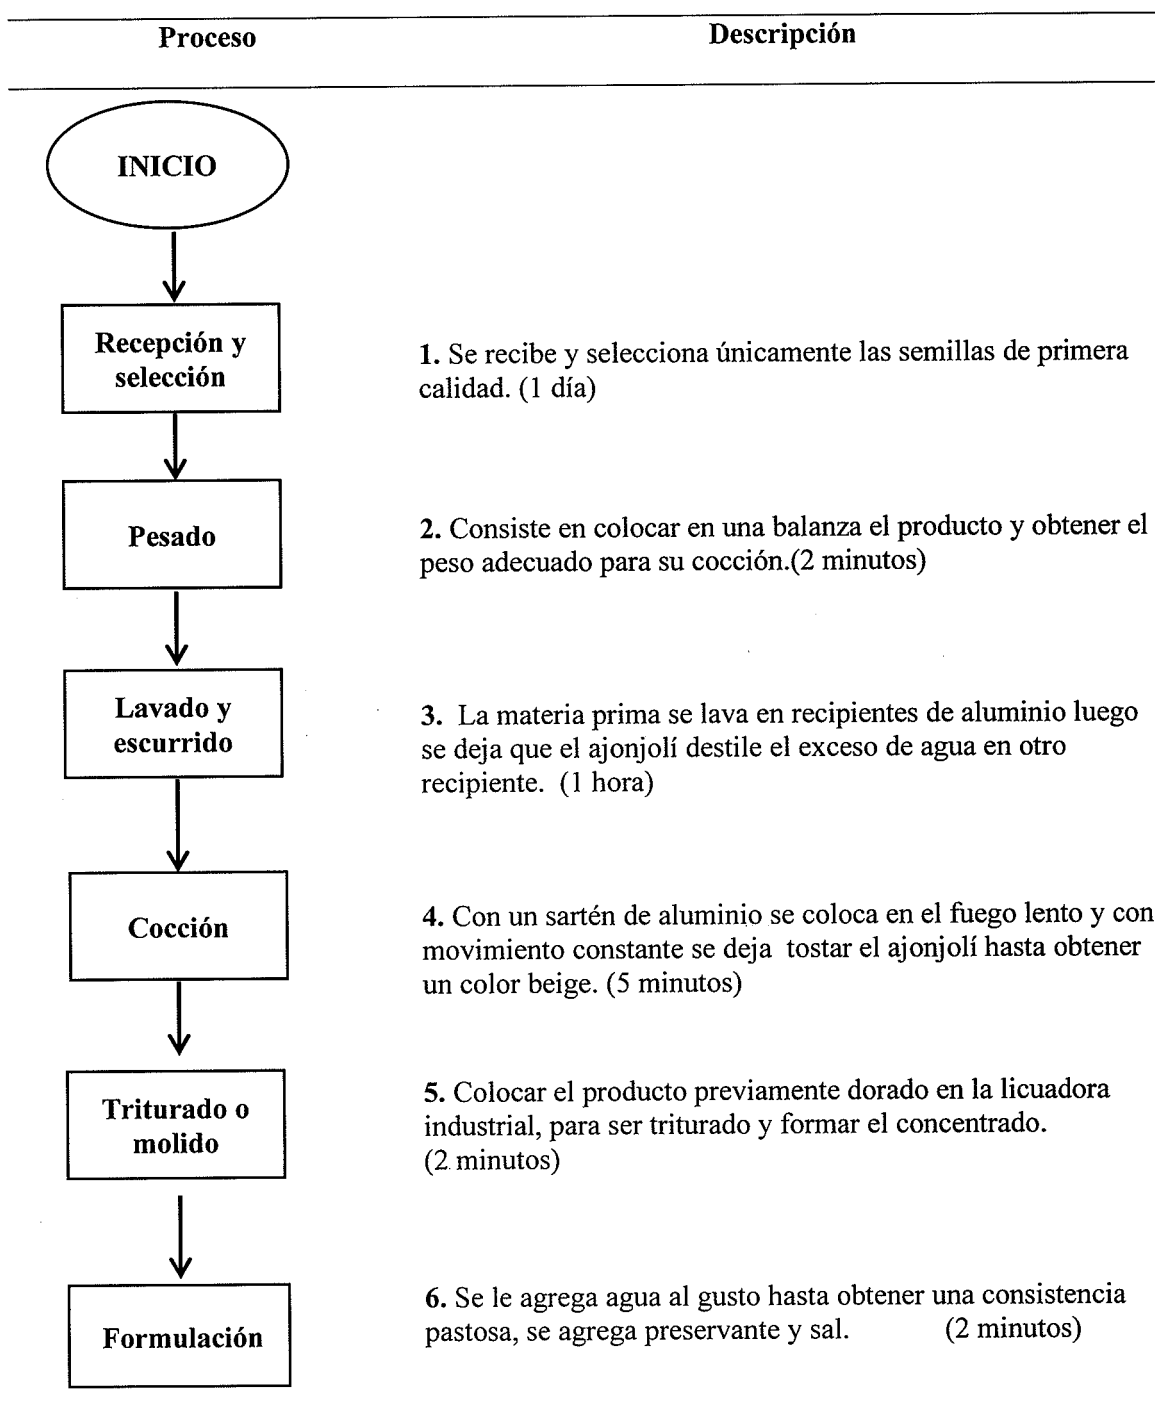 Proceso Descripción
INICIO
Recepción y
selección
1. Se recibe y selecciona únicamente las semillas de primera
calidad. (1 día)
Pesado
2. Consiste en colocar en una balanza el producto y obtener el
peso adecuado para su cocción.(2 minutos)
Lavado y
escurrido
3. La materia prima se lava en recipientes de aluminio luego
se deja que el ajonjolí destile el exceso de agua en otro
recipiente. (1 hora)
Cocción
4. Con un sartén de aluminio se coloca en el fuego lento y con
movimiento constante se deja tostar el ajonjolí hasta obtener
un color beige. (5 minutos)
Triturado o
molido
5. Colocar el producto previamente dorado en la licuadora
industrial, para ser triturado y formar el concentrado.
(2 minutos)
Formulación
6. Se le agrega agua al gusto hasta obtener una consistencia
pastosa, se agrega preservante y sal. (2 minutos)